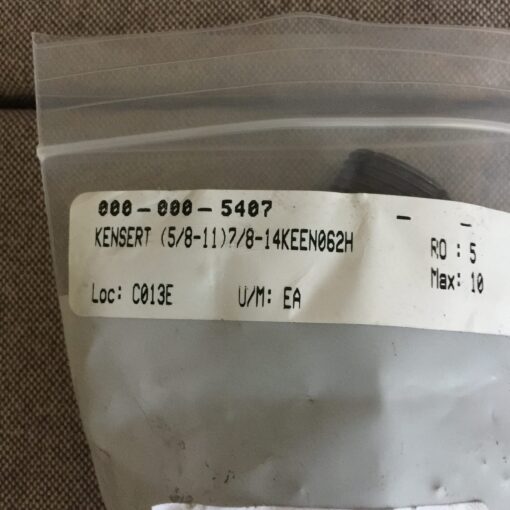 000-000-5407
KENSERT (5/8-11)7/8-14KEEN062H
RO : 5
Max: 10
Loc: C013E U/M: EA